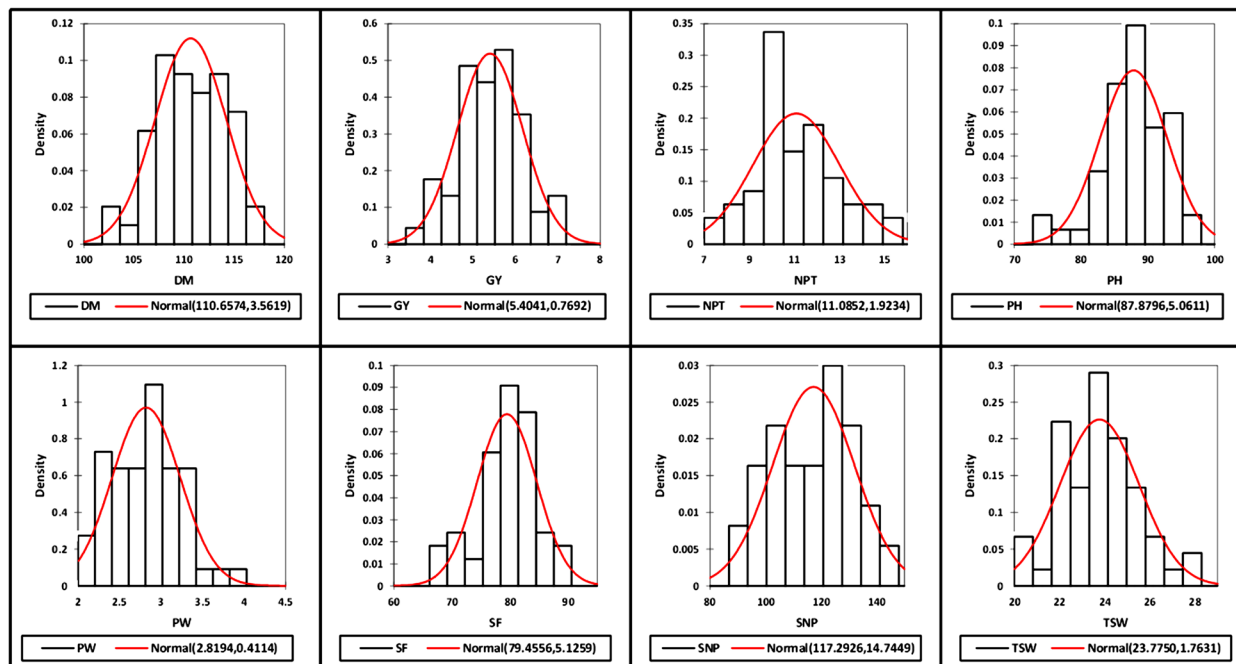 0.12
0.1
0.08
0.06
0.04
0.02
0
Density
100 105 110 115 120
DM
DM Normal(110.6574,3.5619)
0.6
0.5
0.4
0.3
0.2
0.1
0
Density
3 4 5 6 7 8
GY
GY Normal(5.4041,0.7692)
0.35
0.3
0.25
0.2
0.15
0.1
0.05
0
Density
7 9 11 13 15
NPT
NPT Normal(11.0852,1.9234)
0.1
0.09
0.08
0.07
0.06
0.05
0.04
0.03
0.02
0.01
0
Density
70 80 90 100
PH
PH Normal(87.8796,5.0611)
1.2
1
0.8
0.6
0.4
0.2
0
Density
2 2.5 3 3.5 4 4.5
PW
PW Normal(2.8194,0.4114)
0.1
0.09
0.08
0.07
0.06
0.05
0.04
0.03
0.02
0.01
0
Density
60 70 80 90
SF
SF Normal(79.4556,5.1259)
0.03
0.025
0.02
0.015
0.01
0.005
0
Density
80 100 120 140
SNP
SNP Normal(117.2926,14.7449)
0.3
0.25
0.2
0.15
0.1
0.05
0
Density
20 22 24 26 28
TSW
TSW Normal(23.7750,1.7631)